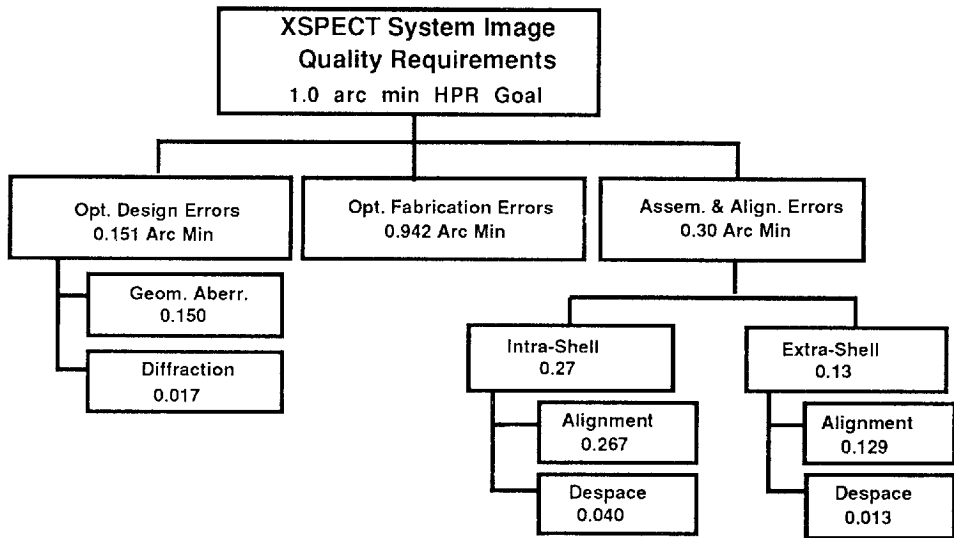 XSPECT System Image
Quality Requirements
1.0 arc min HPR Goal
Opt. Design Errors
0.151 Arc Min
Opt. Fabrication Errors
0.942 Arc Min
Assem. & Align. Errors
0.30 Arc Min
Geom. Aberr.
0.150
Diffraction
0.017
Intra-Shell
0.27
Extra-Shell
0.13
Alignment
0.267
Alignment
0.129
Despace
0.040
Despace
0.013